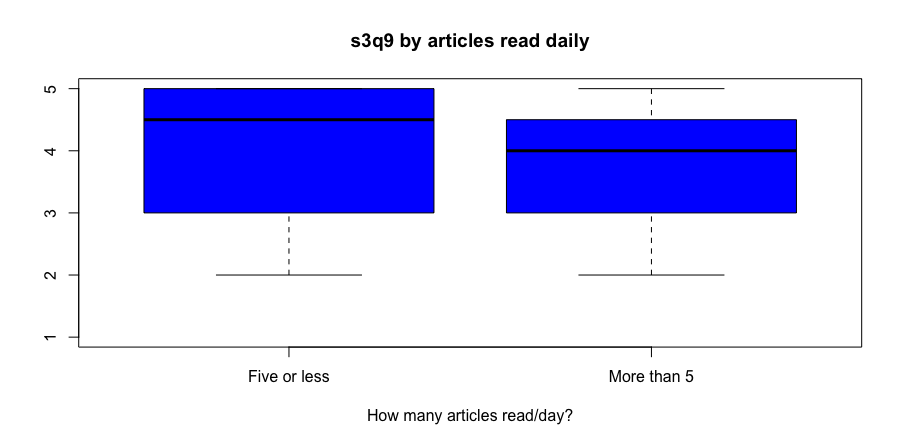 s3q9 by articles read daily
5
4
3
2
1
Five or less More than 5
How many articles read/day?